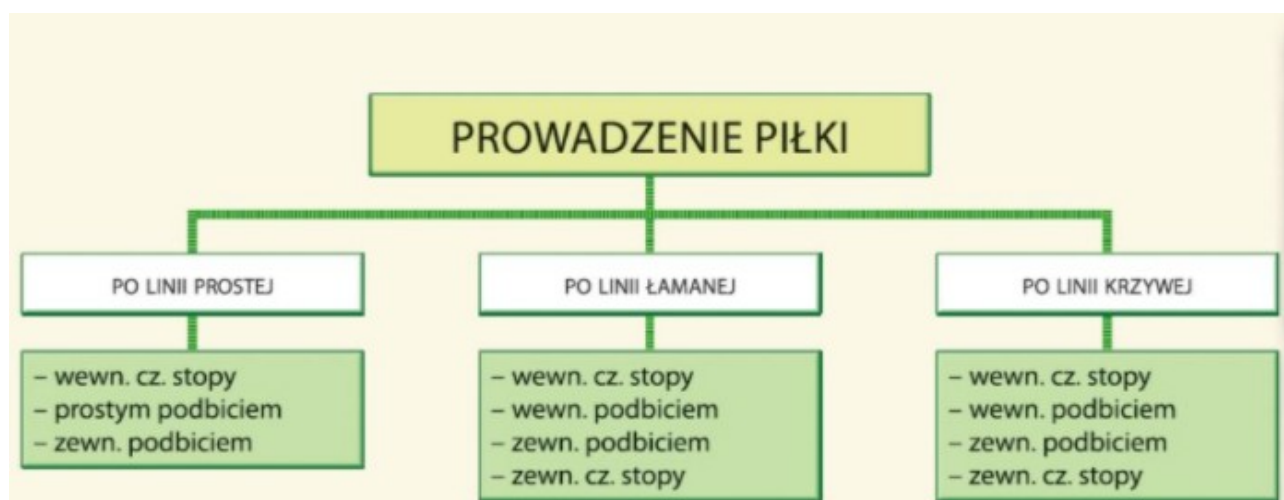 PROWADZENIE PIŁKI
PO LINII PROSTEJ
– wewn. cz. stopy
– prostym podbiciem
– zewn. podbiciem
PO LINII ŁAMANEJ
– wewn. cz. stopy
– wewn. podbiciem
– zewn. podbiciem
– zewn. cz. stopy
PO LINII KRZYWEJ
– wewn. cz. stopy
– wewn. podbiciem
– zewn. podbiciem
– zewn. cz. stopy